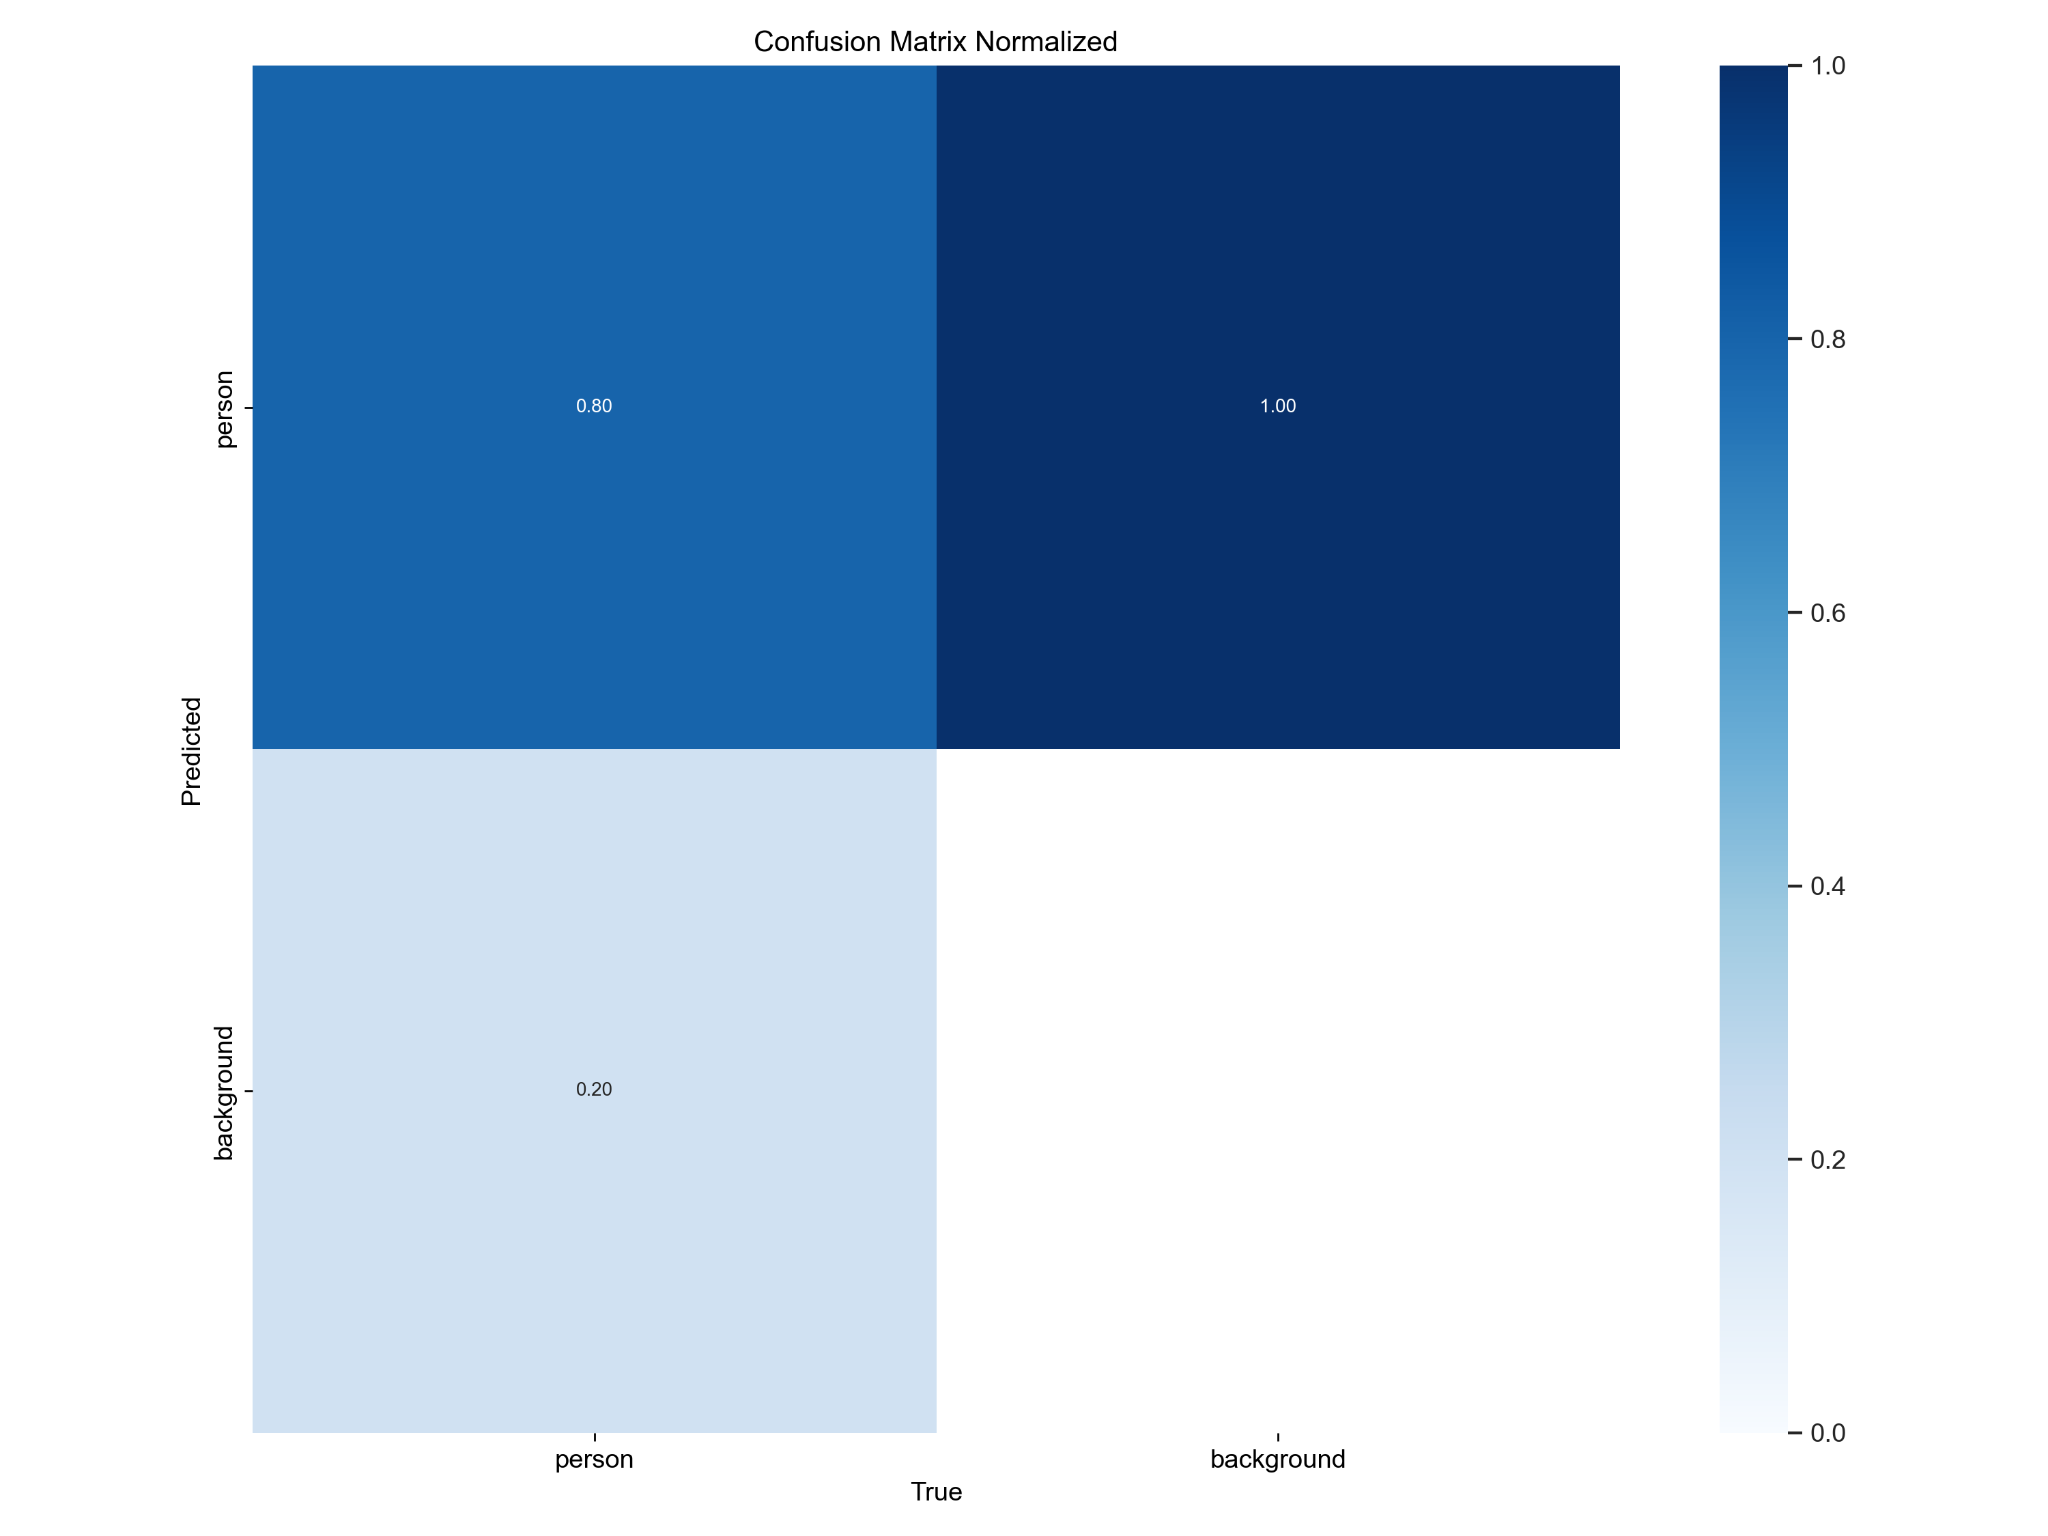 Confusion Matrix Normalized
person
0.80
1.00
Predicted
background
0.20
person
background
True
1.0
0.8
0.6
0.4
0.2
0.0